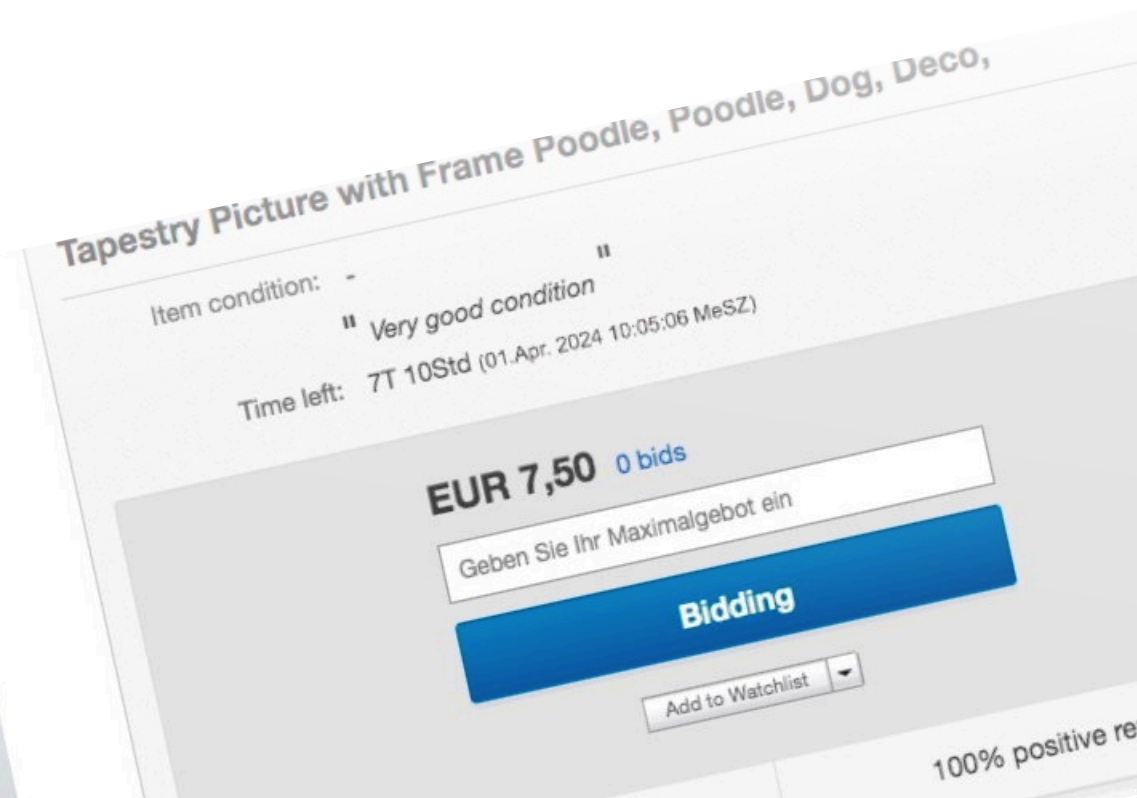 Tapestry Picture with Frame Poodle, Poodle, Dog, Deco,
Item condition: -
" Very good condition "
Time left: 7T 10Std (01.Apr. 2024 10:05:06 MeSZ)
EUR 7,50 0 bids
Geben Sie Ihr Maximalgebot ein
Bidding
Add to Watchlist
100% positive